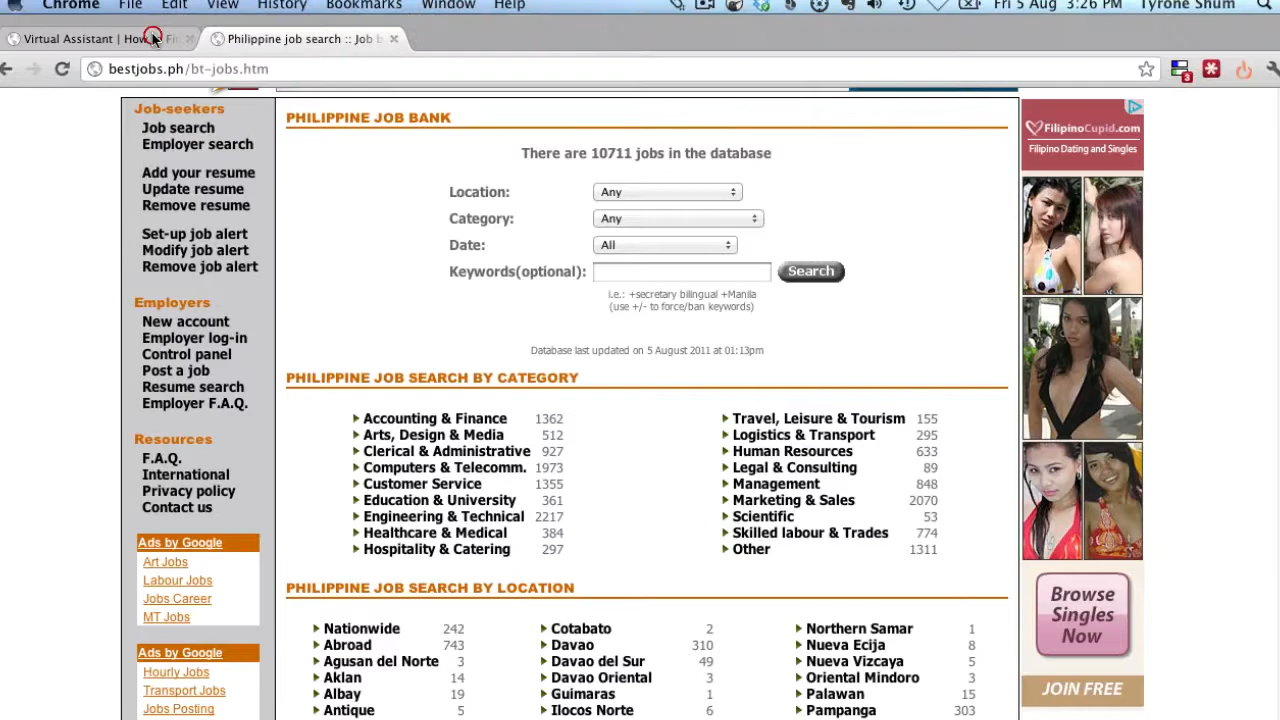 Chrome File Edit View History Bookmarks Window Help Fri 5 Aug 3:26 PM Tyrone Shum
Virtual Assistant | How Philippine job search :: Job b
bestjobs.ph/bt-jobs.htm 3
Job-seekers
Job search
Employer search
Add your resume
Update resume
Remove resume
Set-up job alert
Modify job alert
Remove job alert
Employers
New account
Employer log-in
Control panel
Post a job
Resume search
Employer F.A.Q.
Resources
F.A.Q.
International
Privacy policy
Contact us
Ads by Google
Art Jobs
Labour Jobs
Jobs Career
MT Jobs
Ads by Google
Hourly Jobs
Transport Jobs
Jobs Posting
PHILIPPINE JOB BANK
There are 10711 jobs in the database
Location: Any
Category: Any
Date: All
Keywords(optional): Search
i.e.: +secretary bilingual +Manila
(use +/- to force/ban keywords)
Database last updated on 5 August 2011 at 01:13pm
PHILIPPINE JOB SEARCH BY CATEGORY
Accounting & Finance 1362 Travel, Leisure & Tourism 155
Arts, Design & Media 512 Logistics & Transport 295
Clerical & Administrative 927 Human Resources 633
Computers & Telecomm. 1973 Legal & Consulting 89
Customer Service 1355 Management 848
Education & University 361 Marketing & Sales 2070
Engineering & Technical 2217 Scientific 53
Healthcare & Medical 384 Skilled labour & Trades 774
Hospitality & Catering 297 Other 1311
PHILIPPINE JOB SEARCH BY LOCATION
Nationwide 242 Cotabato 2 Northern Samar 1
Abroad 743 Davao 310 Nueva Ecija 8
Agusan del Norte 3 Davao del Sur 49 Nueva Vizcaya 5
Aklan 14 Davao Oriental 3 Oriental Mindoro 3
Albay 19 Guimaras 1 Palawan 15
Antique 5 Ilocos Norte 6 Pampanga 303
FilipinoCupid.com
Filipino Dating and Singles
Browse
Singles
Now
JOIN FREE